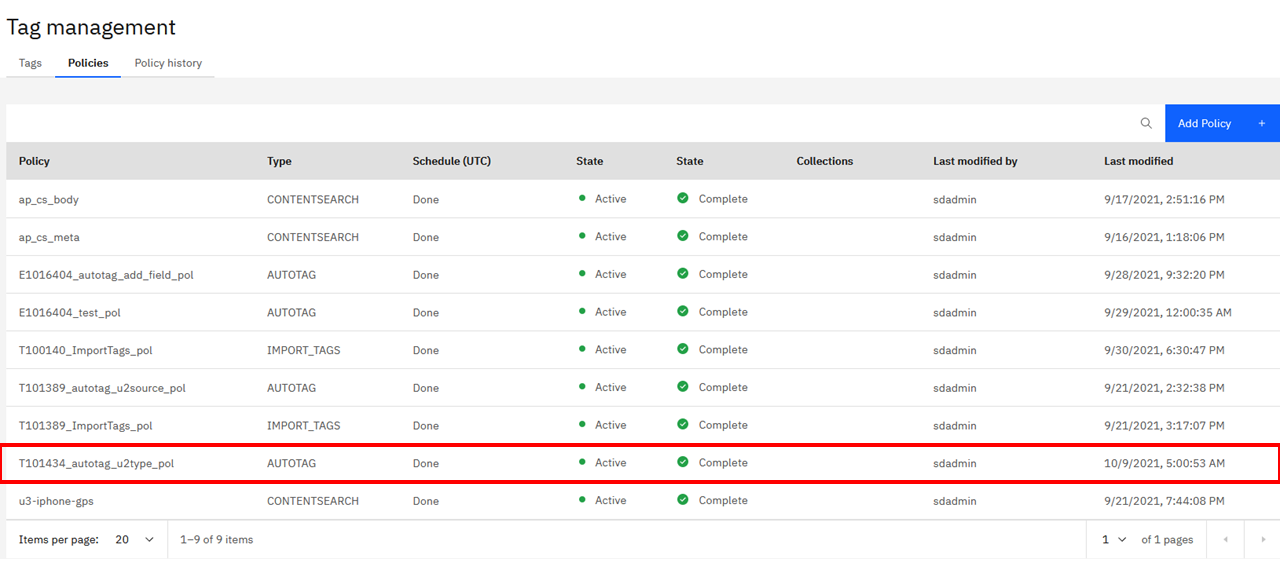 Tag management
Tags Policies Policy history
Add Policy +
Policy Type Schedule (UTC) State State Collections Last modified by Last modified
ap_cs_body CONTENTSEARCH Done Active Complete sdadmin 9/17/2021, 2:51:16 PM
ap_cs_meta CONTENTSEARCH Done Active Complete sdadmin 9/16/2021, 1:18:06 PM
E1016404_autotag_add_field_pol AUTOTAG Done Active Complete sdadmin 9/28/2021, 9:32:20 PM
E1016404_test_pol AUTOTAG Done Active Complete sdadmin 9/29/2021, 12:00:35 AM
T100140_ImportTags_pol IMPORT_TAGS Done Active Complete sdadmin 9/30/2021, 6:30:47 PM
T101389_autotag_u2source_pol AUTOTAG Done Active Complete sdadmin 9/21/2021, 2:32:38 PM
T101389_ImportTags_pol IMPORT_TAGS Done Active Complete sdadmin 9/21/2021, 3:17:07 PM
T101434_autotag_u2type_pol AUTOTAG Done Active Complete sdadmin 10/9/2021, 5:00:53 AM
u3-iphone-gps CONTENTSEARCH Done Active Complete sdadmin 9/21/2021, 7:44:08 PM
Items per page: 20 1–9 of 9 items 1 of 1 pages